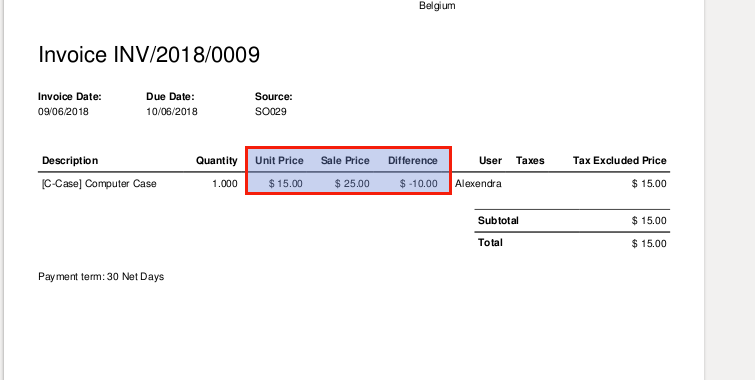 Belgium
Invoice INV/2018/0009
Invoice Date: Due Date: Source:
09/06/2018 10/06/2018 SO029
Description Quantity Unit Price Sale Price Difference User Taxes Tax Excluded Price
[C-Case] Computer Case 1.000 $ 15.00 $ 25.00 $ -10.00 Alexendra $ 15.00
Subtotal $ 15.00
Total $ 15.00
Payment term: 30 Net Days